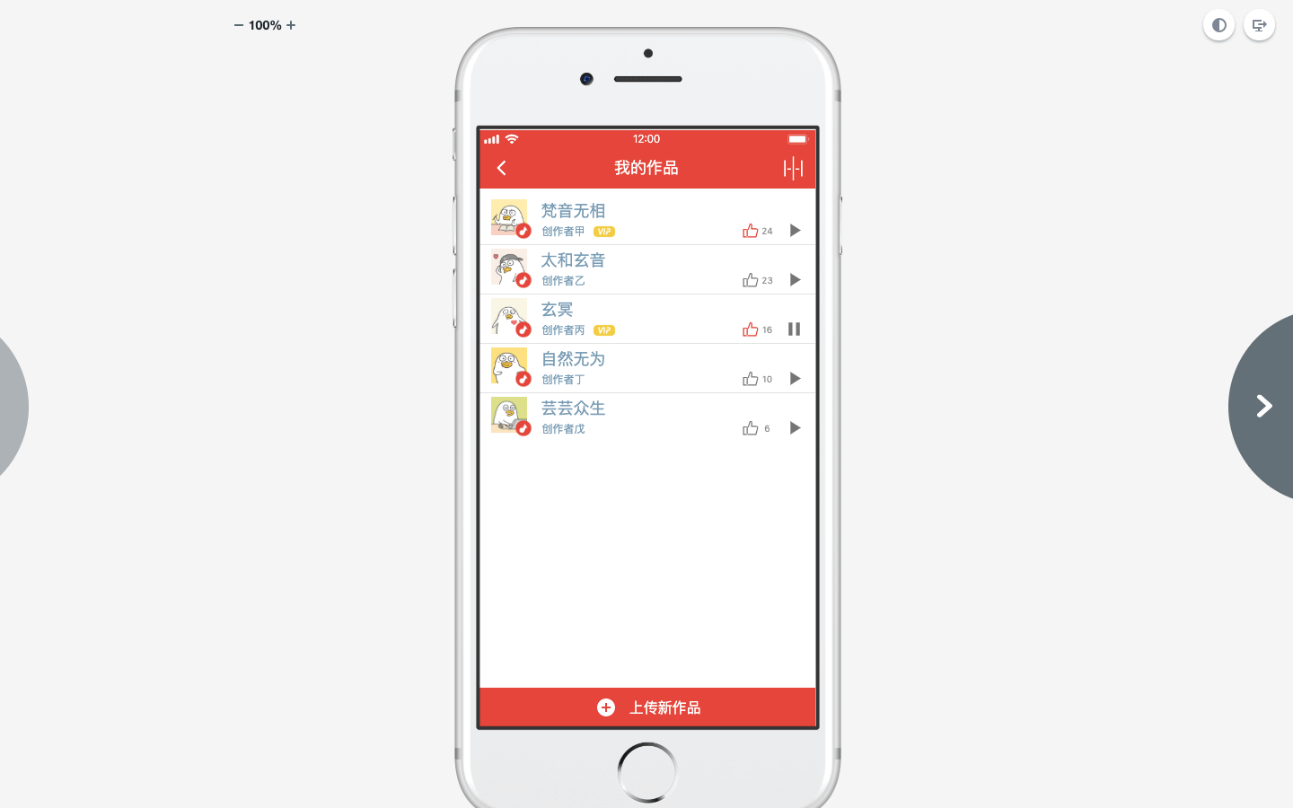 100%
12:00
我的作品
梵音无相
创作者甲 VIP
24
太和玄音
创作者乙
23
玄冥
创作者丙 VIP
16
自然无为
创作者丁
10
芸芸众生
创作者戊
6
上传新作品